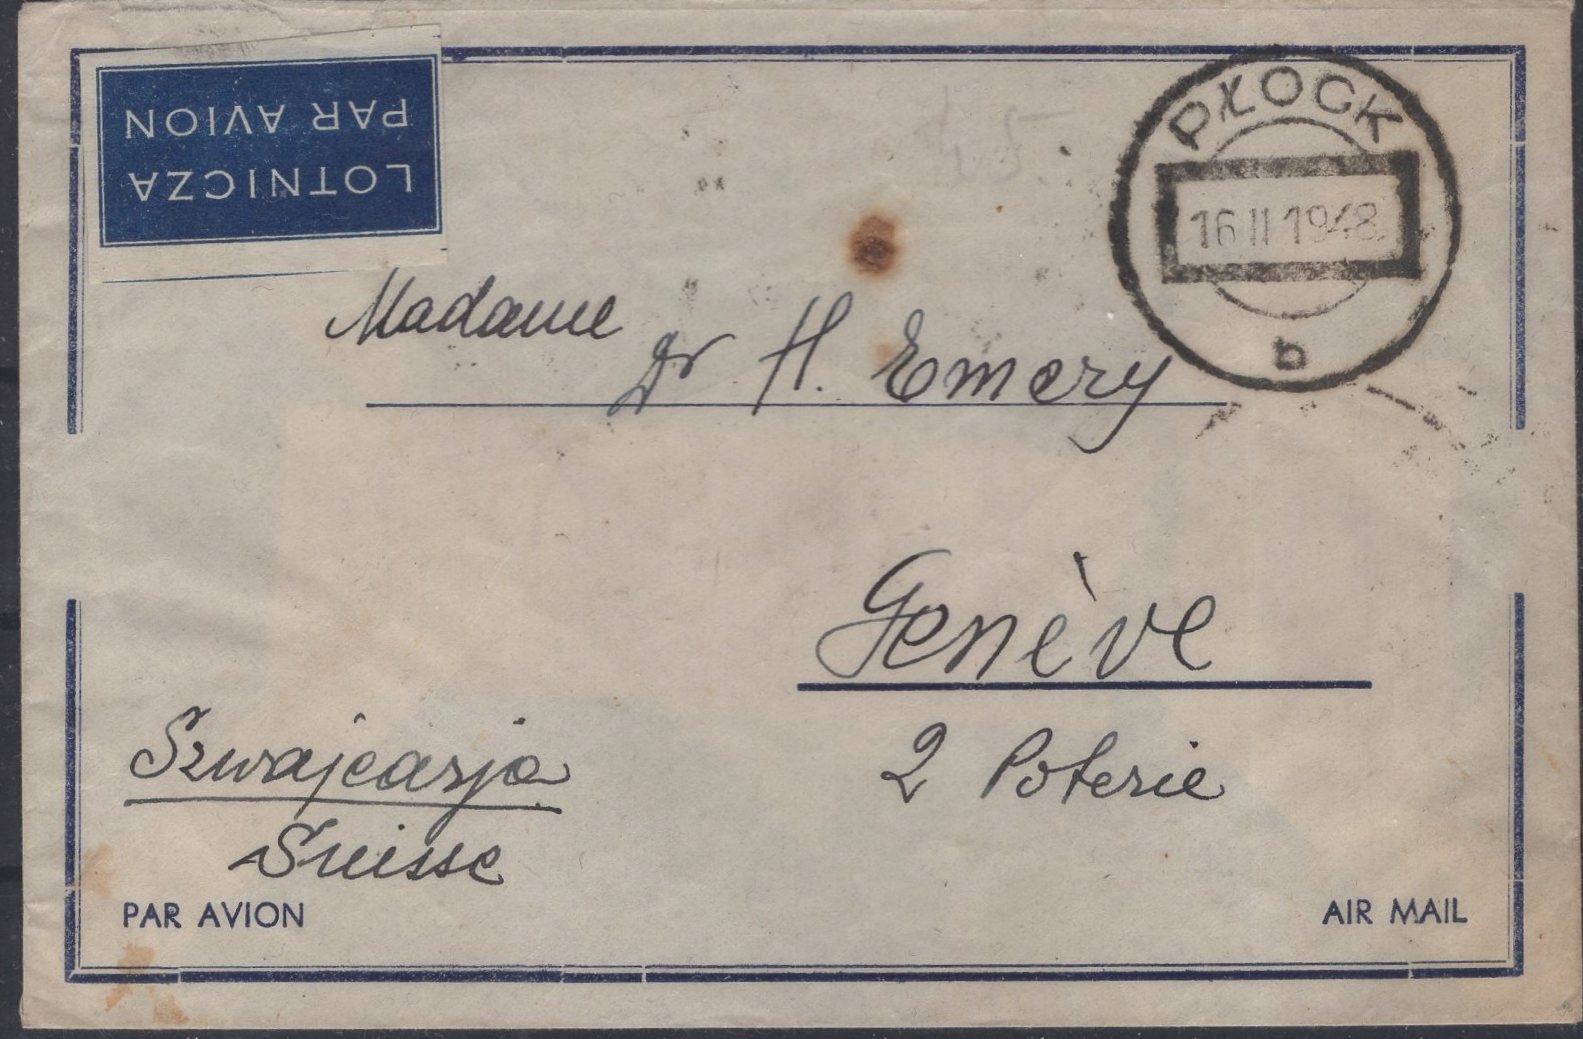 LOTNICZA
PAR AVION
PŁOCK
16 II 1948
b
Madame
Dr H. Emery
Genève
2 Poterie
Szwajcarja
Suisse
PAR AVION
AIR MAIL